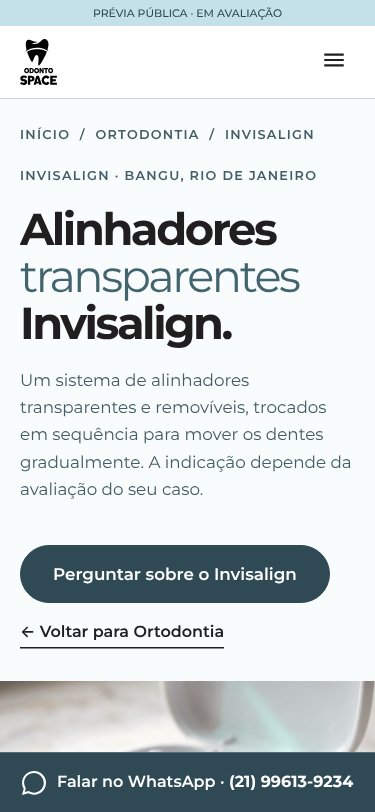 PRÉVIA PÚBLICA · EM AVALIAÇÃO
ODONTO
SPACE
INÍCIO / ORTODONTIA / INVISALIGN
INVISALIGN · BANGU, RIO DE JANEIRO
Alinhadores
transparentes
Invisalign.
Um sistema de alinhadores
transparentes e removíveis, trocados
em sequência para mover os dentes
gradualmente. A indicação depende da
avaliação do seu caso.
Perguntar sobre o Invisalign
← Voltar para Ortodontia
Falar no WhatsApp · (21) 99613-9234